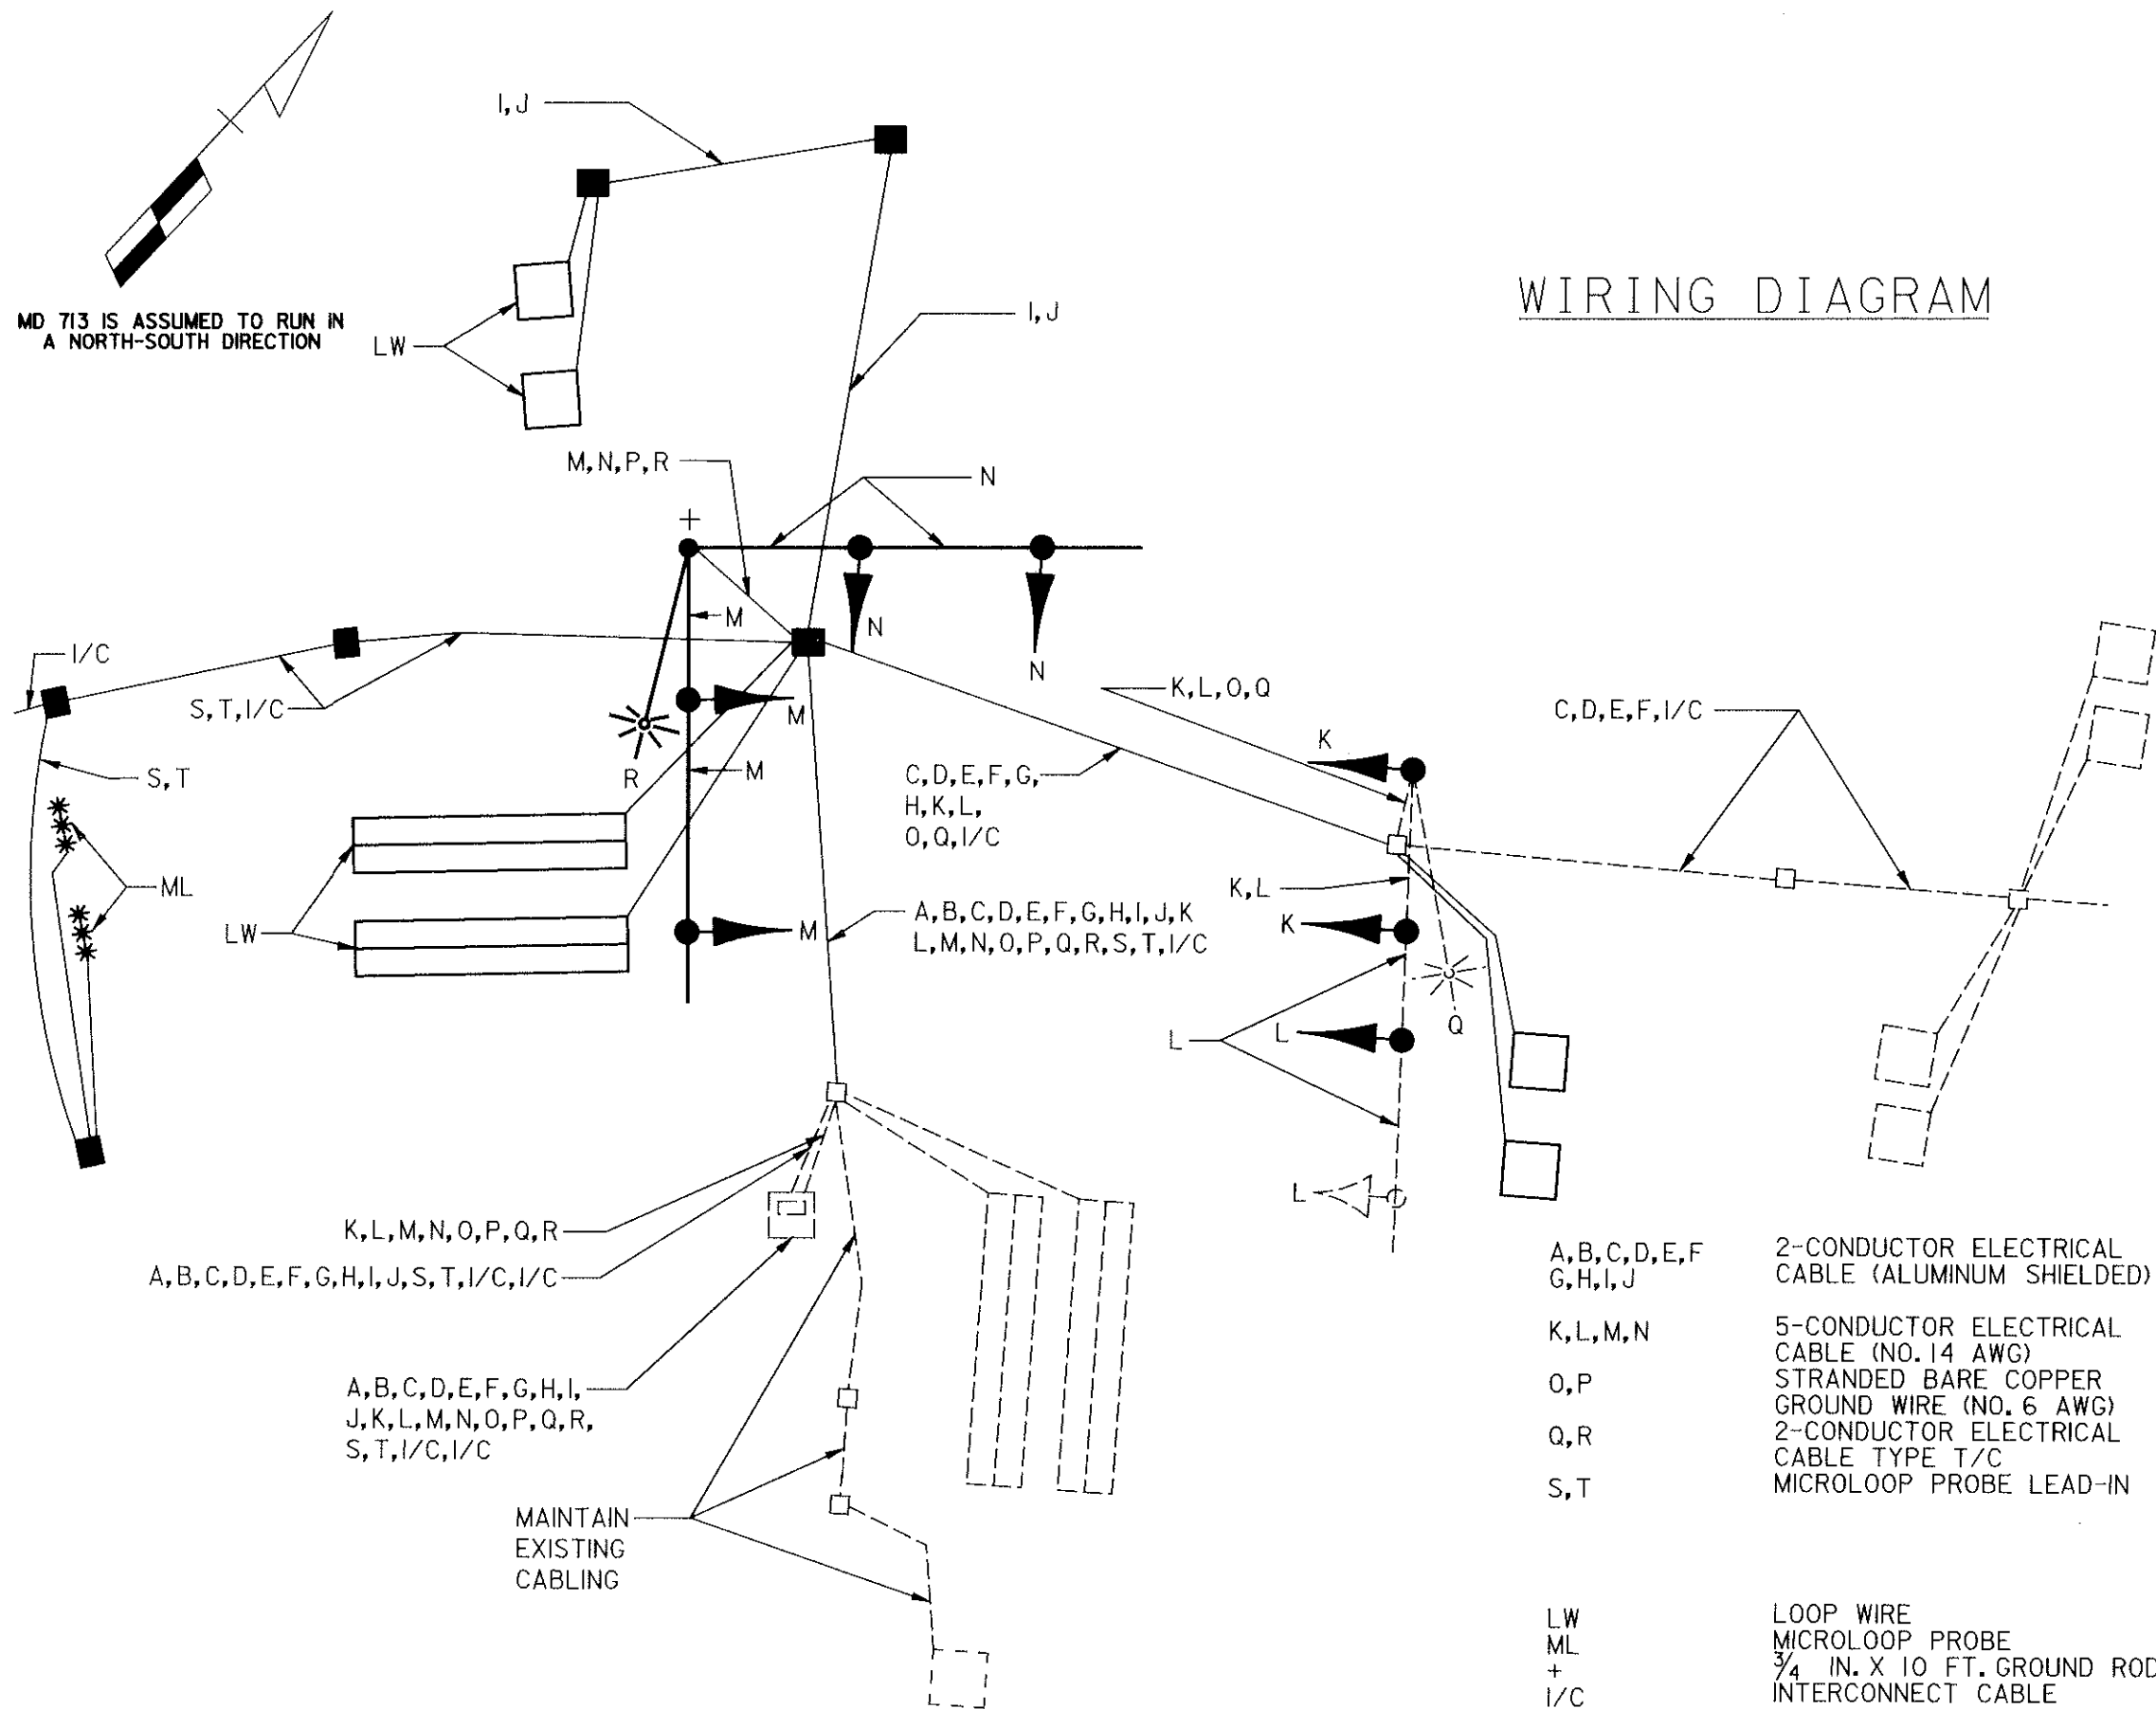 I,J
WIRING DIAGRAM
I,J
MD 713 IS ASSUMED TO RUN IN
A NORTH-SOUTH DIRECTION
LW
M,N,P,R
N
+
M
N
N
I/C
S,T,I/C
M
R
M
S,T
K,L,O,Q
C,D,E,F,I/C
K
C,D,E,F,G,
H,K,L,
O,Q,I/C
ML
LW
M
K,L
K
A,B,C,D,E,F,G,H,I,J,K
L,M,N,O,P,Q,R,S,T,I/C
Q
L
L
L
K,L,M,N,O,P,Q,R
A,B,C,D,E,F,G,H,I,J,S,T,I/C,I/C
A,B,C,D,E,F,G,H,I,
J,K,L,M,N,O,P,Q,R,
S,T,I/C,I/C
MAINTAIN
EXISTING
CABLING
A,B,C,D,E,F 2-CONDUCTOR ELECTRICAL
G,H,I,J CABLE (ALUMINUM SHIELDED)
K,L,M,N 5-CONDUCTOR ELECTRICAL
CABLE (NO.14 AWG)
O,P STRANDED BARE COPPER
GROUND WIRE (NO.6 AWG)
Q,R 2-CONDUCTOR ELECTRICAL
CABLE TYPE T/C
S,T MICROLOOP PROBE LEAD-IN
LW LOOP WIRE
ML MICROLOOP PROBE
+ 3/4 IN. X 10 FT. GROUND ROD
I/C INTERCONNECT CABLE